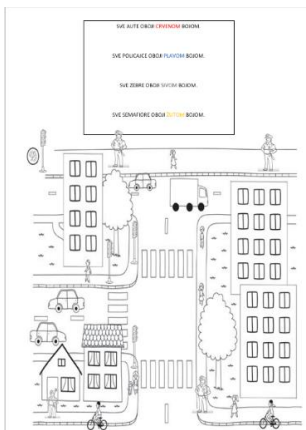 SVE AUTE OBOJI CRVENOM BOJOM.
SVE POLICAJCE OBOJI PLAVOM BOJOM.
SVE ZEBRE OBOJI SIVOM BOJOM.
SVE SEMAFORE OBOJI ŽUTOM BOJOM.